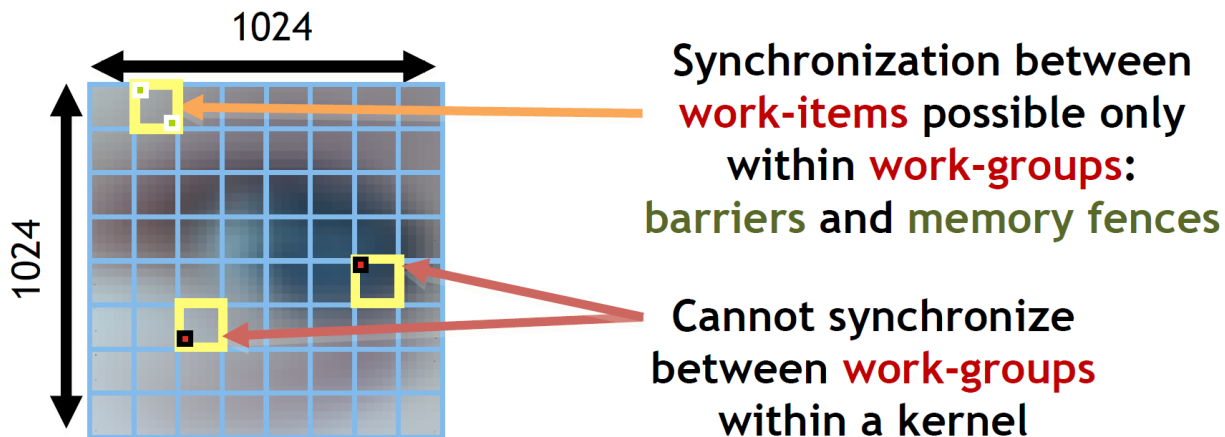 1024
1024
Synchronization between
work-items possible only
within work-groups:
barriers and memory fences
Cannot synchronize
between work-groups
within a kernel